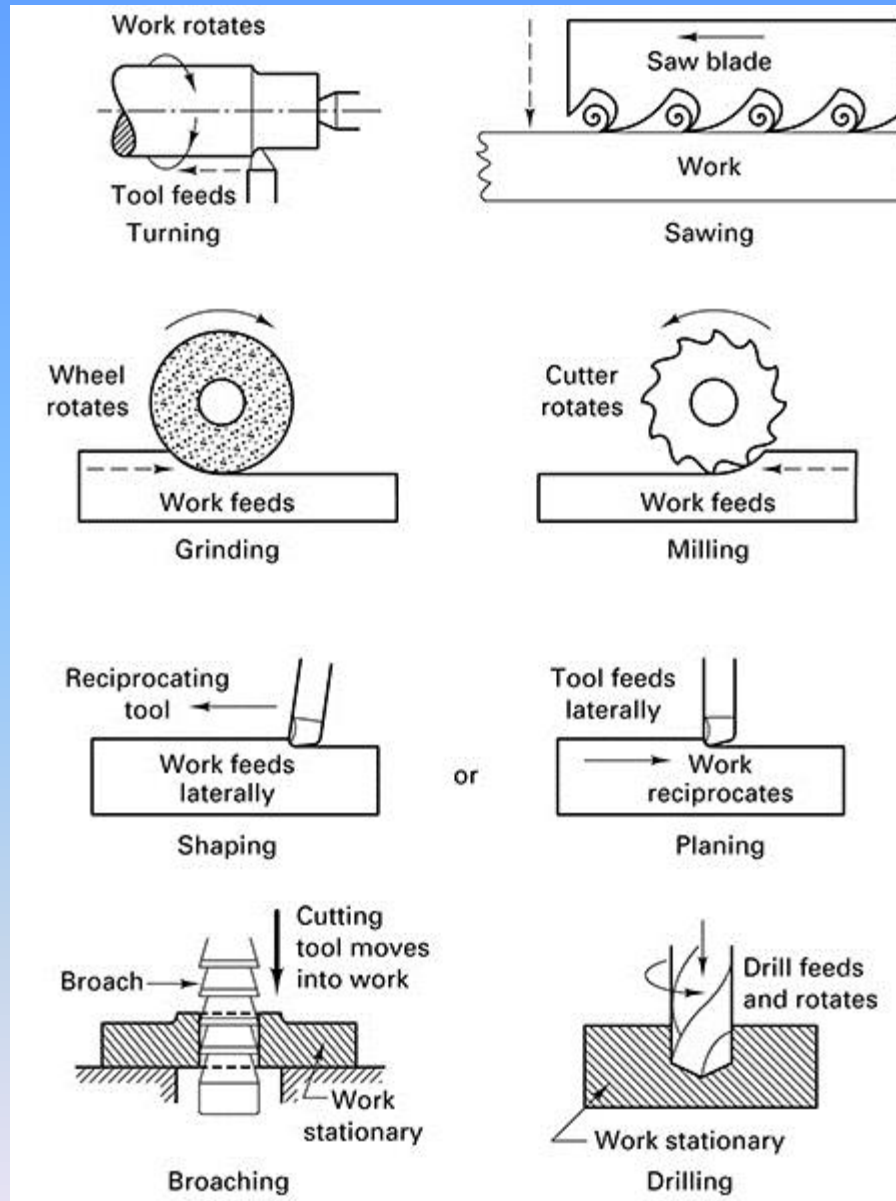 Work rotates
Tool feeds
Turning
Saw blade
Work
Sawing
Wheel
rotates
Work feeds
Grinding
Cutter
rotates
Work feeds
Milling
Reciprocating
tool
Work feeds
laterally
Shaping
or
Tool feeds
laterally
Work
reciprocates
Planing
Cutting
tool moves
into work
Broach
Work
stationary
Broaching
Drill feeds
and rotates
Work stationary
Drilling